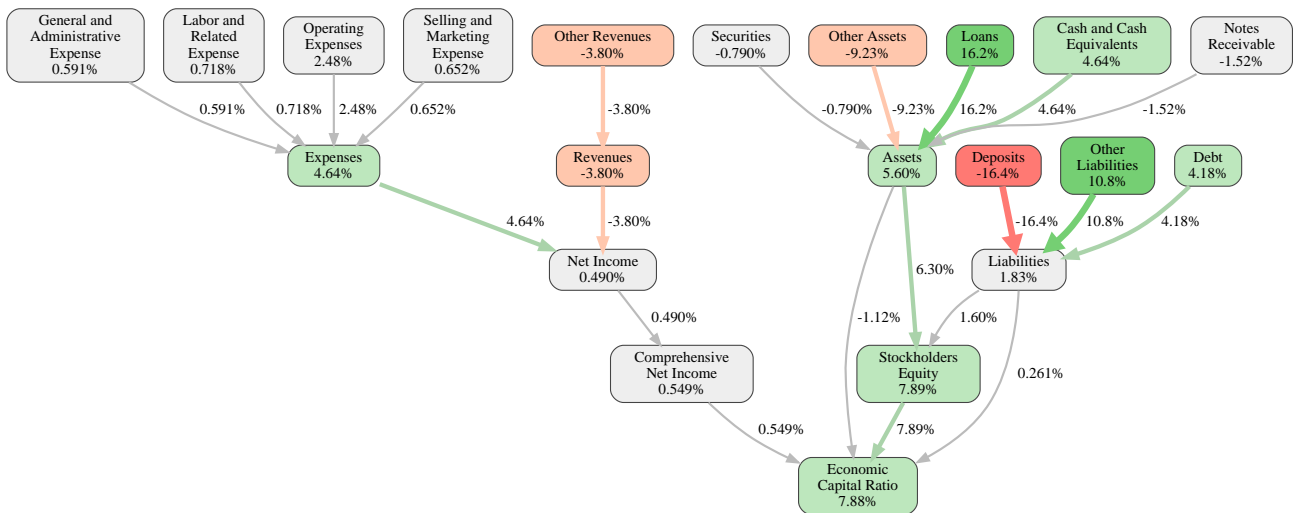 General and
Administrative
Expense
0.591%
Labor and
Related
Expense
0.718%
Operating
Expenses
2.48%
Selling and
Marketing
Expense
0.652%
Other Revenues
-3.80%
Securities
-0.790%
Other Assets
-9.23%
Loans
16.2%
Cash and Cash
Equivalents
4.64%
Notes
Receivable
-1.52%
0.591%
0.718%
2.48%
0.652%
-3.80%
-0.790%
-9.23%
16.2%
4.64%
-1.52%
Expenses
4.64%
Revenues
-3.80%
Assets
5.60%
Deposits
-16.4%
Other
Liabilities
10.8%
Debt
4.18%
4.64%
-3.80%
-16.4%
10.8%
4.18%
Net Income
0.490%
6.30%
Liabilities
1.83%
0.490%
-1.12%
1.60%
Comprehensive
Net Income
0.549%
Stockholders
Equity
7.89%
0.261%
0.549%
7.89%
Economic
Capital Ratio
7.88%